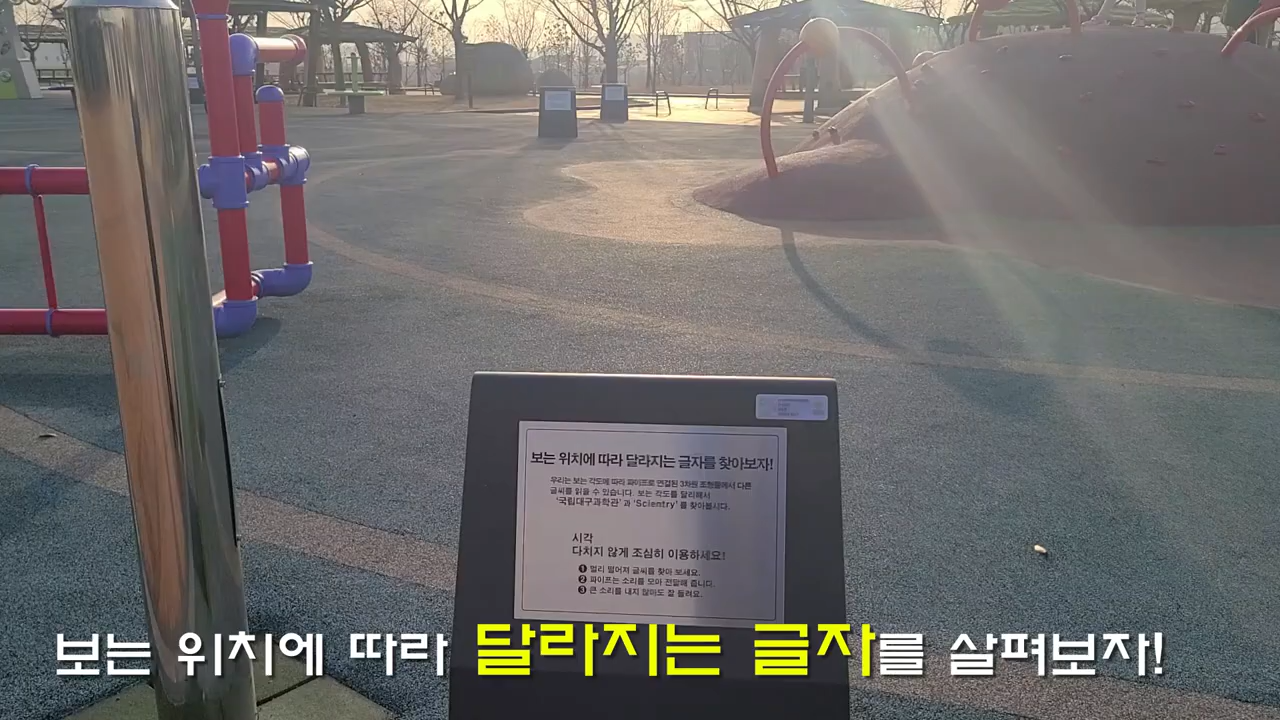 보는 위치에 따라 달라지는 글자를 찾아보자!
우리는 보는 각도에 따라 파이프로 연결된 3차원 조형물에서 다른
글씨를 읽을 수 있습니다. 보는 각도를 달리해서
'국립대구과학관' 과 'Scientry' 를 찾아봅시다.
시각
다치지 않게 조심히 이용하세요!
❶ 멀리 떨어져 글씨를 찾아 보세요.
❷ 파이프는 소리를 모아 전달해 줍니다.
❸ 큰 소리를 내지 않아도 잘 들려요.
보는 위치에 따라 달라지는 글자를 살펴보자!